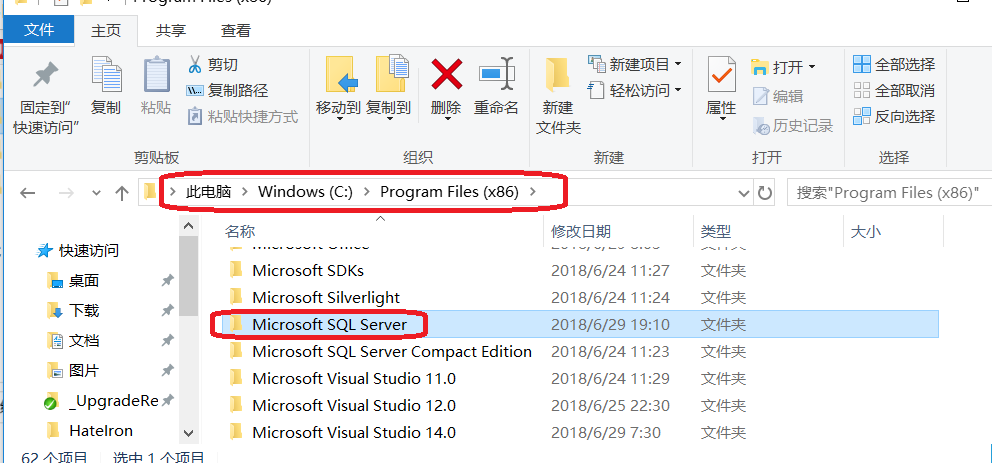 Program Files (x86)
文件 主页 共享 查看
固定到"快速访问"
复制
粘贴
剪切
复制路径
粘贴快捷方式
剪贴板
移动到
复制到
删除
重命名
组织
新建文件夹
新建项目
轻松访问
新建
属性
打开
编辑
历史记录
打开
全部选择
全部取消
反向选择
选择
此电脑 Windows (C:) Program Files (x86)
搜索"Program Files (x86)"
快速访问
桌面
下载
文档
图片
_UpgradeRe
HateIron
名称 修改日期 类型 大小
Microsoft Office 2018/6/29 8:03 文件夹
Microsoft SDKs 2018/6/24 11:27 文件夹
Microsoft Silverlight 2018/6/24 11:24 文件夹
Microsoft SQL Server 2018/6/29 19:10 文件夹
Microsoft SQL Server Compact Edition 2018/6/24 11:23 文件夹
Microsoft Visual Studio 11.0 2018/6/24 11:29 文件夹
Microsoft Visual Studio 12.0 2018/6/25 22:30 文件夹
Microsoft Visual Studio 14.0 2018/6/29 7:30 文件夹
62 个项目 选中 1 个项目